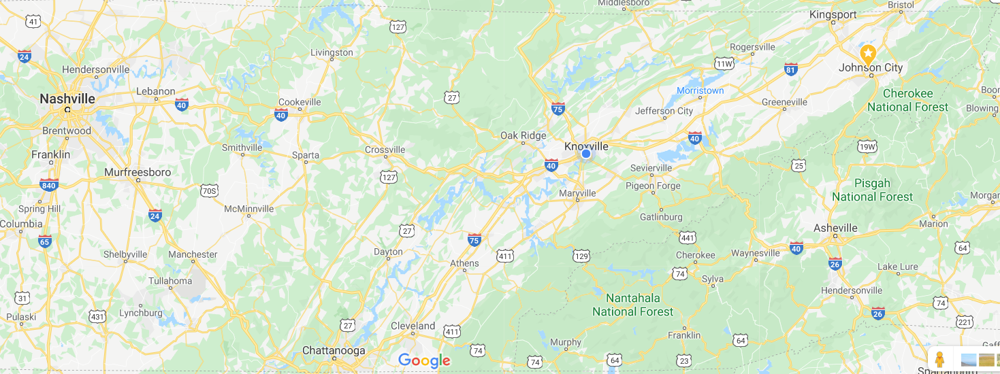 Middlesboro
Kingsport
Bristol
41
127
24
Livingston
Rogersville
11W
81
Hendersonville
Johnson City
Nashville
Lebanon
40
Cookeville
40
27
75
Morristown
Jefferson City
Greeneville
Cherokee
National Forest
Boon
Blowing
Brentwood
Smithville
Oak Ridge
Knoxville
40
19W
Franklin
Sparta
Crossville
40
Sevierville
25
Murfreesboro
840
70S
127
Maryville
Pigeon Forge
Pisgah
National Forest
Spring Hill
McMinnville
24
Gatlinburg
Morgan
Columbia
65
27
75
441
Asheville
Marion
Shelbyville
Manchester
Dayton
Athens
411
129
Cherokee
Waynesville
40
64
Tullahoma
74
Sylva
26
Lake Lure
31
Lynchburg
Nantahala
National Forest
Hendersonville
74
Pulaski
431
27
Cleveland
411
Franklin
26
221
Chattanooga
Google
74
74
Murphy
64
23
64
Gaff
Spartanburg